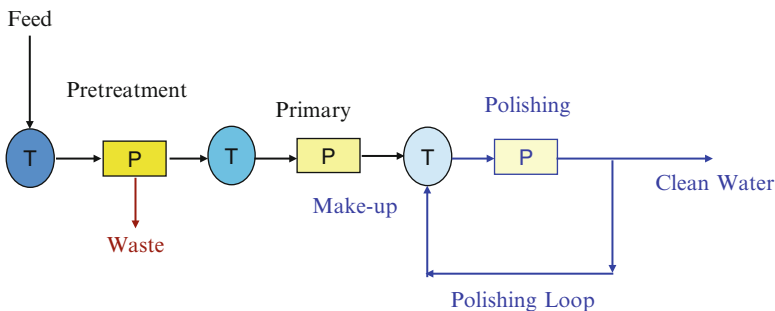 Feed
Pretreatment
Primary
Polishing
T
P
T
P
T
P
Clean Water
Make-up
Waste
Polishing Loop